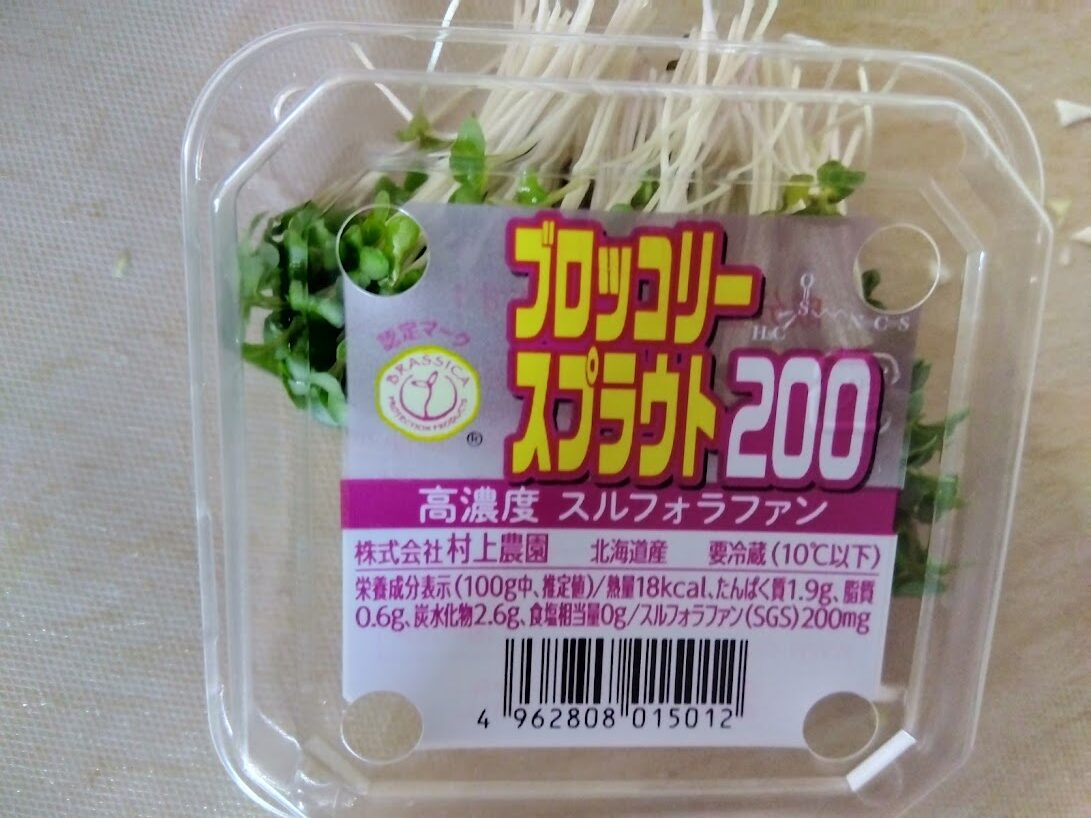 ブロッコリー
スプラウト200
O
S
H₃C N=C=S
認定マーク
BRASSICA
PROTECTION PRODUCTS
®
高濃度 スルフォラファン
株式会社 村上農園 北海道産 要冷蔵(10℃以下)
栄養成分表示(100g中、推定値)/熱量18kcal、たんぱく質1.9g、脂質
0.6g、炭水化物2.6g、食塩相当量0g/スルフォラファン(SGS)200mg
4 962808 015012